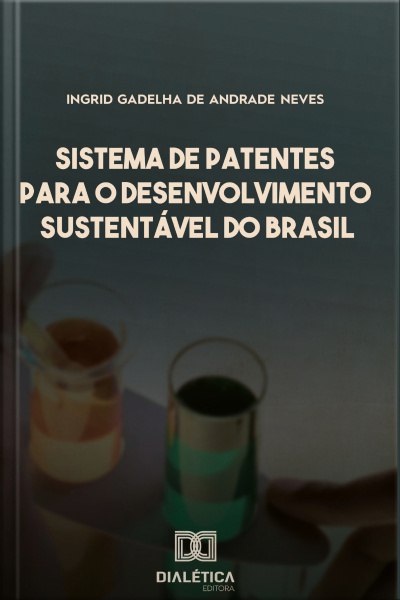 INGRID GADELHA DE ANDRADE NEVES
SISTEMA DE PATENTES
PARA O DESENVOLVIMENTO
SUSTENTÁVEL DO BRASIL
DIALÉTICA
EDITORA